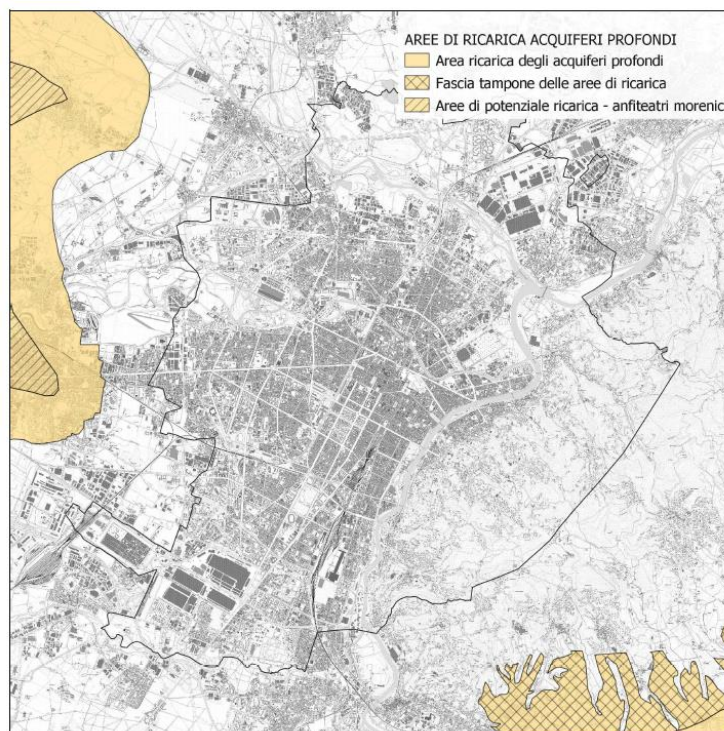 AREE DI RICARICA ACQUIFERI PROFONDI
Area ricarica degli acquiferi profondi
Fascia tampone delle aree di ricarica
Aree di potenziale ricarica - anfiteatri morenic